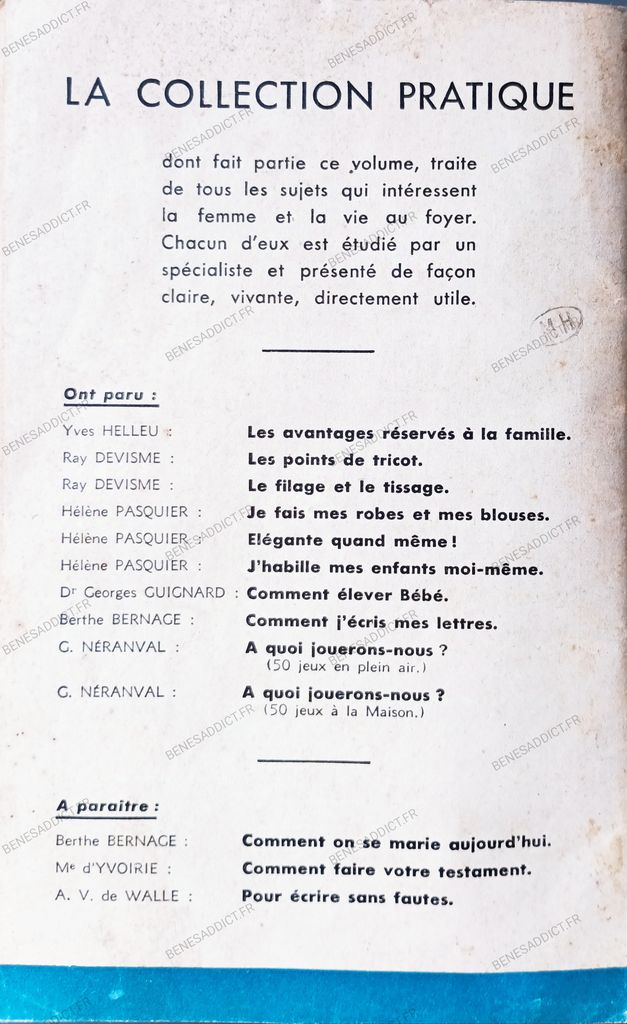 LA COLLECTION PRATIQUE
dont fait partie ce volume, traite
de tous les sujets qui intéressent
la femme et la vie au foyer.
Chacun d'eux est étudié par un
spécialiste et présenté de façon
claire, vivante, directement utile.
M.H.
Ont paru :
Yves HELLEU : Les avantages réservés à la famille.
Ray DEVISME : Les points de tricot.
Ray DEVISME : Le filage et le tissage.
Hélène PASQUIER : Je fais mes robes et mes blouses.
Hélène PASQUIER : Elégante quand même !
Hélène PASQUIER : J'habille mes enfants moi-même.
Dr Georges GUIGNARD : Comment élever Bébé.
Berthe BERNAGE : Comment j'écris mes lettres.
G. NÉRANVAL : A quoi jouerons-nous ?
(50 jeux en plein air.)
G. NÉRANVAL : A quoi jouerons-nous ?
(50 jeux à la Maison.)
A paraitre :
Berthe BERNAGE : Comment on se marie aujourd'hui.
Me d'YVOIRIE : Comment faire votre testament.
A. V. de WALLE : Pour écrire sans fautes.
BENESADDICT.FR